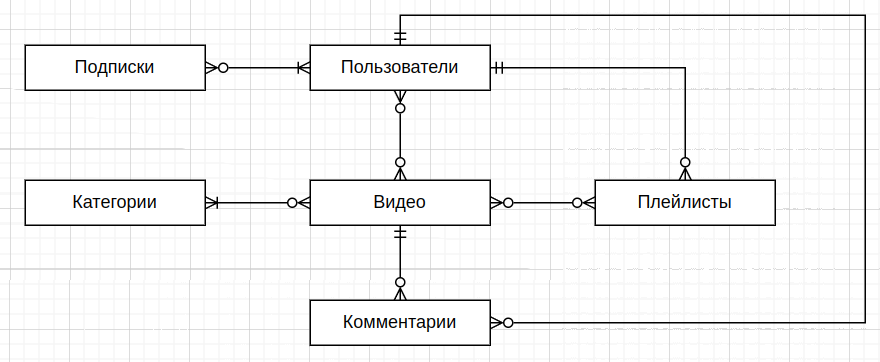 Подписки
Пользователи
Категории
Видео
Плейлисты
Комментарии